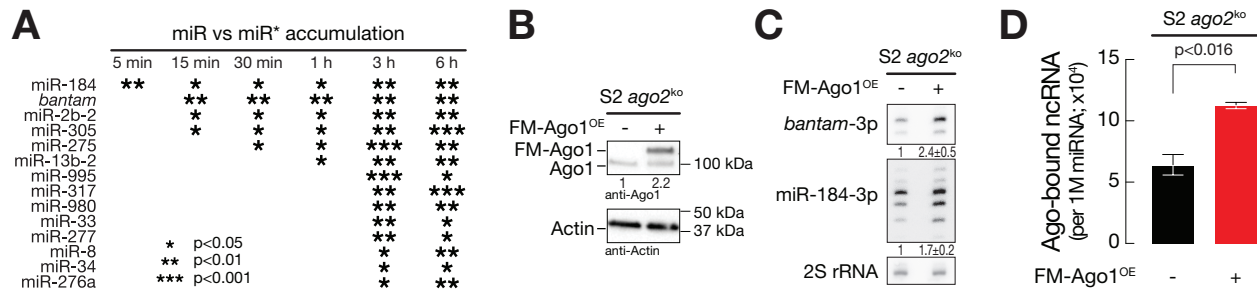 A
miR vs miR* accumulation
5 min 15 min 30 min 1 h 3 h 6 h
miR-184 ** * * * ** **
bantam ** ** ** ** **
miR-2b-2 * * * ** **
miR-305 * * * ** ***
miR-275 * * *** **
miR-13b-2 * ** **
miR-995 *** *
miR-317 ** ***
miR-980 ** **
miR-33 ** *
miR-277 ** *
miR-8 * **
miR-34 * *
miR-276a * **
* p<0.05
** p<0.01
*** p<0.001
B
S2 ago2ko
FM-Ago1OE - +
FM-Ago1
Ago1
100 kDa
1 2.2
anti-Ago1
Actin
50 kDa
37 kDa
anti-Actin
C
S2 ago2ko
FM-Ago1OE - +
bantam-3p
1 2.4±0.5
miR-184-3p
1 1.7±0.2
2S rRNA
D
S2 ago2ko
p<0.016
Ago-bound ncRNA
(per 1M miRNA; x10⁴)
15
10
5
0
FM-Ago1OE - +